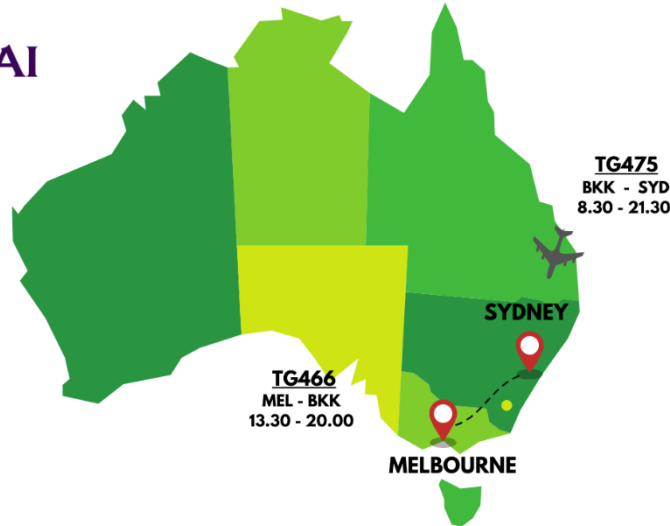 AI
TG475
BKK - SYD
8.30 - 21.30
SYDNEY
TG466
MEL - BKK
13.30 - 20.00
MELBOURNE